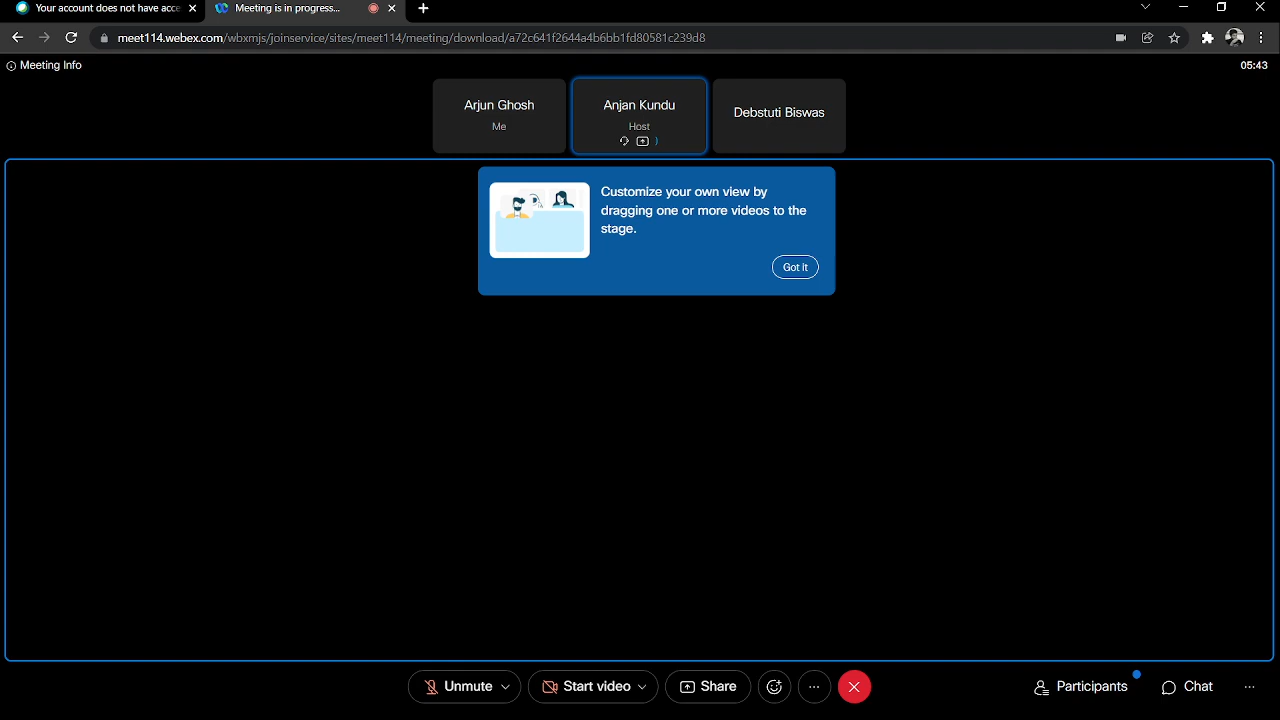 Your account does not have acce
Meeting is in progress...
meet114.webex.com/wbxmjs/joinservice/sites/meet114/meeting/download/a72c641f2644a4b6bb1fd80581c239d8
Meeting Info
05:43
Arjun Ghosh
Me
Anjan Kundu
Host
Debstuti Biswas
Customize your own view by
dragging one or more videos to the
stage.
Got it
Unmute
Start video
Share
Participants
Chat